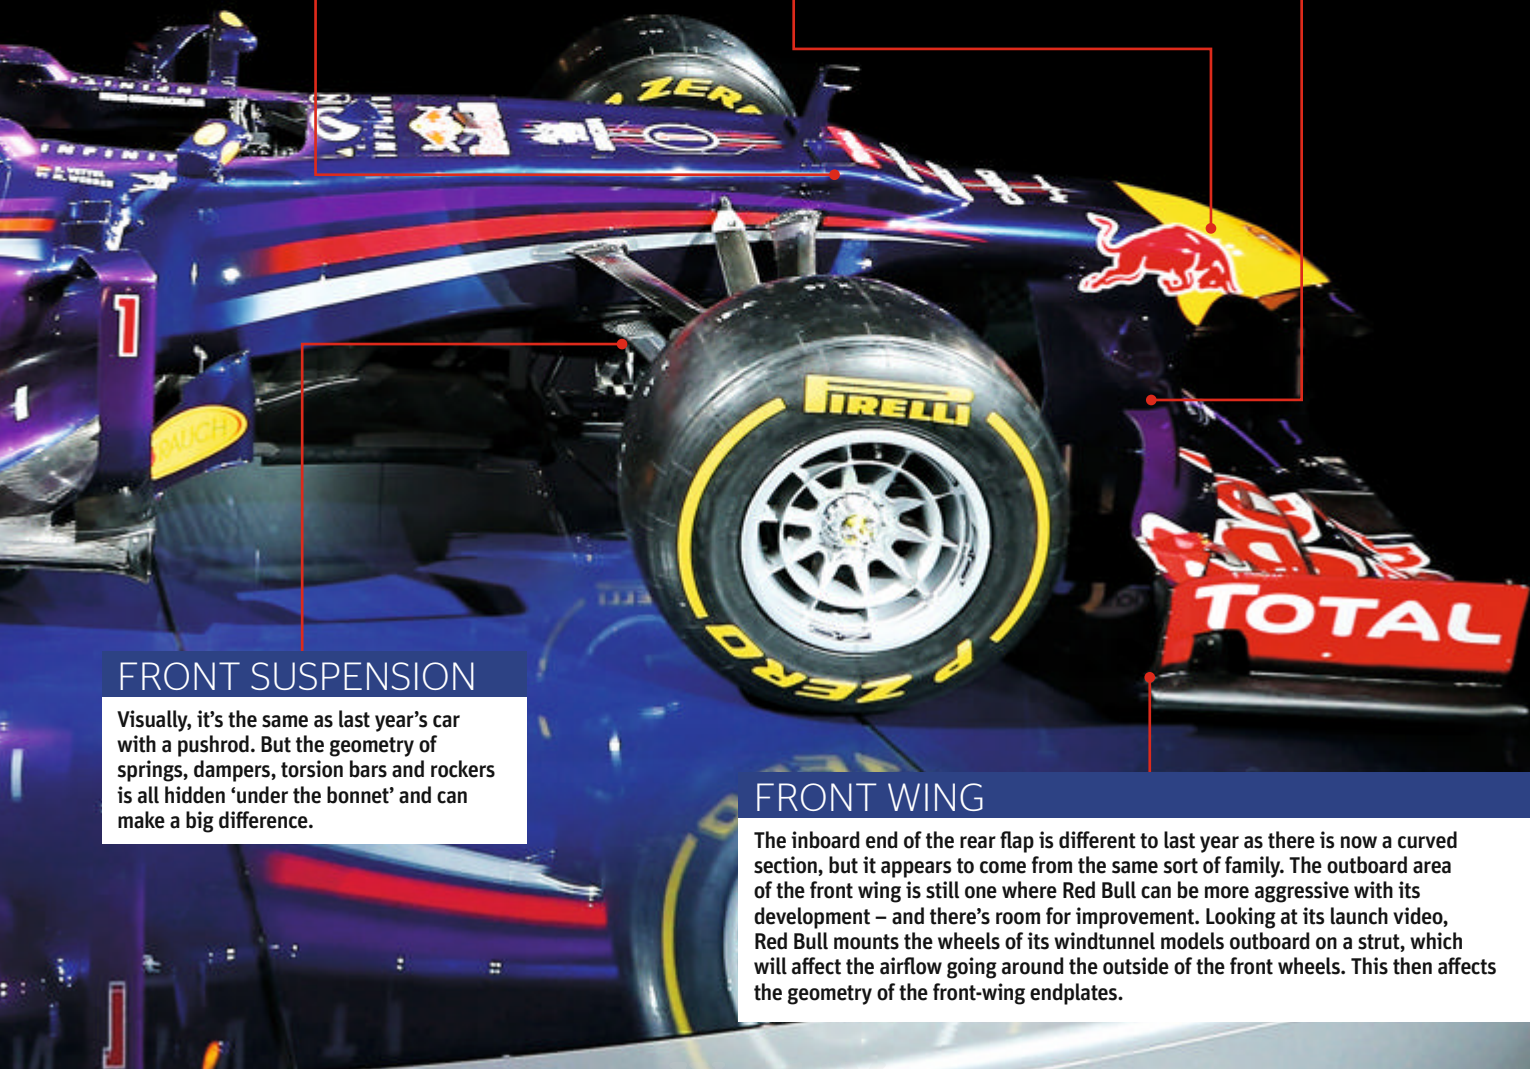 ZERO
INFINITI
INFINITI
S. VETTEL
M. WEBBER
1
RAUCH
PIRELLI
P ZERO
TOTAL
FRONT SUSPENSION
Visually, it’s the same as last year’s car
with a pushrod. But the geometry of
springs, dampers, torsion bars and rockers
is all hidden ‘under the bonnet’ and can
make a big difference.
FRONT WING
The inboard end of the rear flap is different to last year as there is now a curved
section, but it appears to come from the same sort of family. The outboard area
of the front wing is still one where Red Bull can be more aggressive with its
development – and there’s room for improvement. Looking at its launch video,
Red Bull mounts the wheels of its windtunnel models outboard on a strut, which
will affect the airflow going around the outside of the front wheels. This then affects
the geometry of the front-wing endplates.